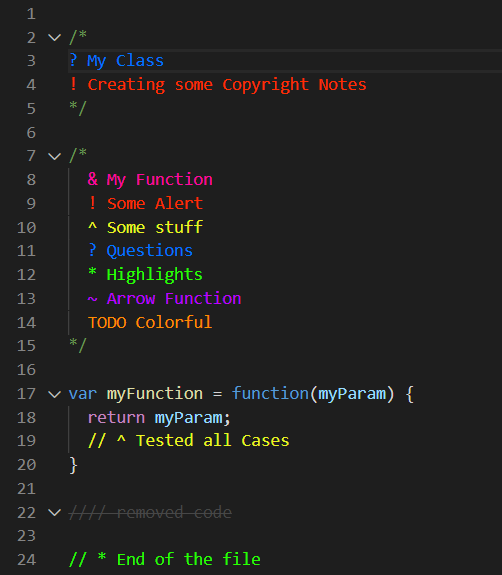 1
2 /*
3 ? My Class
4 ! Creating some Copyright Notes
5 */
6
7 /*
8 & My Function
9 ! Some Alert
10 ^ Some stuff
11 ? Questions
12 * Highlights
13 ~ Arrow Function
14 TODO Colorful
15 */
16
17 var myFunction = function(myParam) {
18 return myParam;
19 // ^ Tested all Cases
20 }
21
22 //// removed code
23
24 // * End of the file